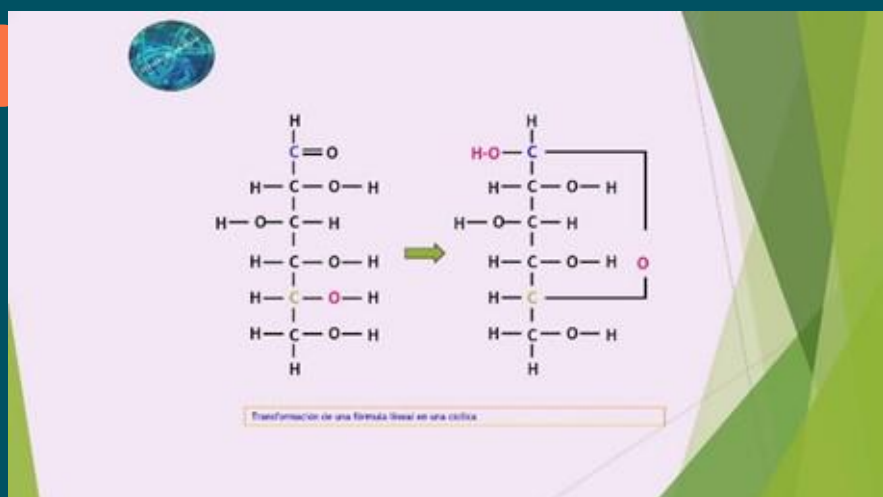 H H
C=O H-O—C
H—C—O—H H—C—O—H
H—O—C—H H—O—C—H
H—C—O—H H—C—O—H O
H—C—O—H H—C
H—C—O—H H—C—O—H
H H
Transformación de una fórmula lineal en una cíclica